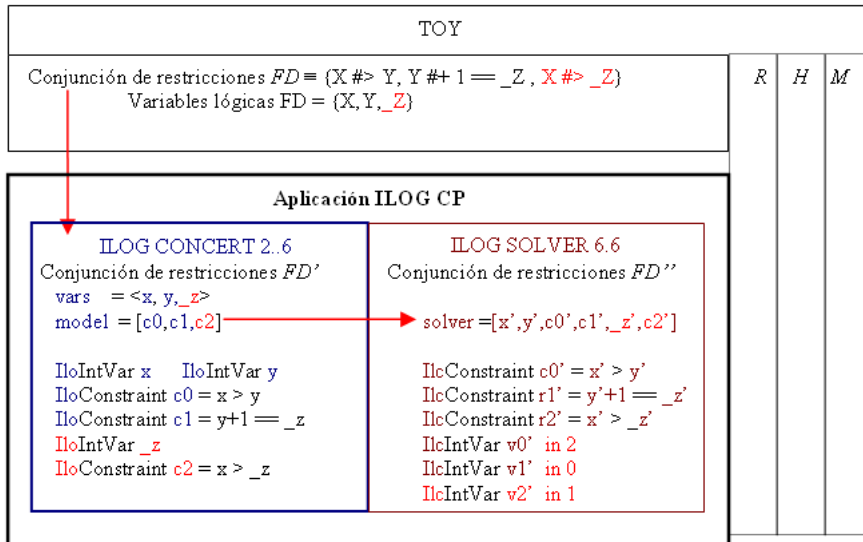 TOY
Conjunción de restricciones FD ≡ {X #> Y, Y #+ 1 == _Z , X #> _Z}
Variables lógicas FD = {X,Y,_Z}
R H M
Aplicación ILOG CP
ILOG CONCERT 2..6
Conjunción de restricciones FD'
vars = <x, y,_z>
model = [c0,c1,c2]
IloIntVar x IloIntVar y
IloConstraint c0 = x > y
IloConstraint c1 = y+1 == _z
IloIntVar _z
IloConstraint c2 = x > _z
ILOG SOLVER 6.6
Conjunción de restricciones FD''
solver =[x',y',c0',c1',_z',c2']
IlcConstraint c0' = x' > y'
IlcConstraint r1' = y'+1 == _z'
IlcConstraint r2' = x' > _z'
IlcIntVar v0' in 2
IlcIntVar v1' in 0
IlcIntVar v2' in 1